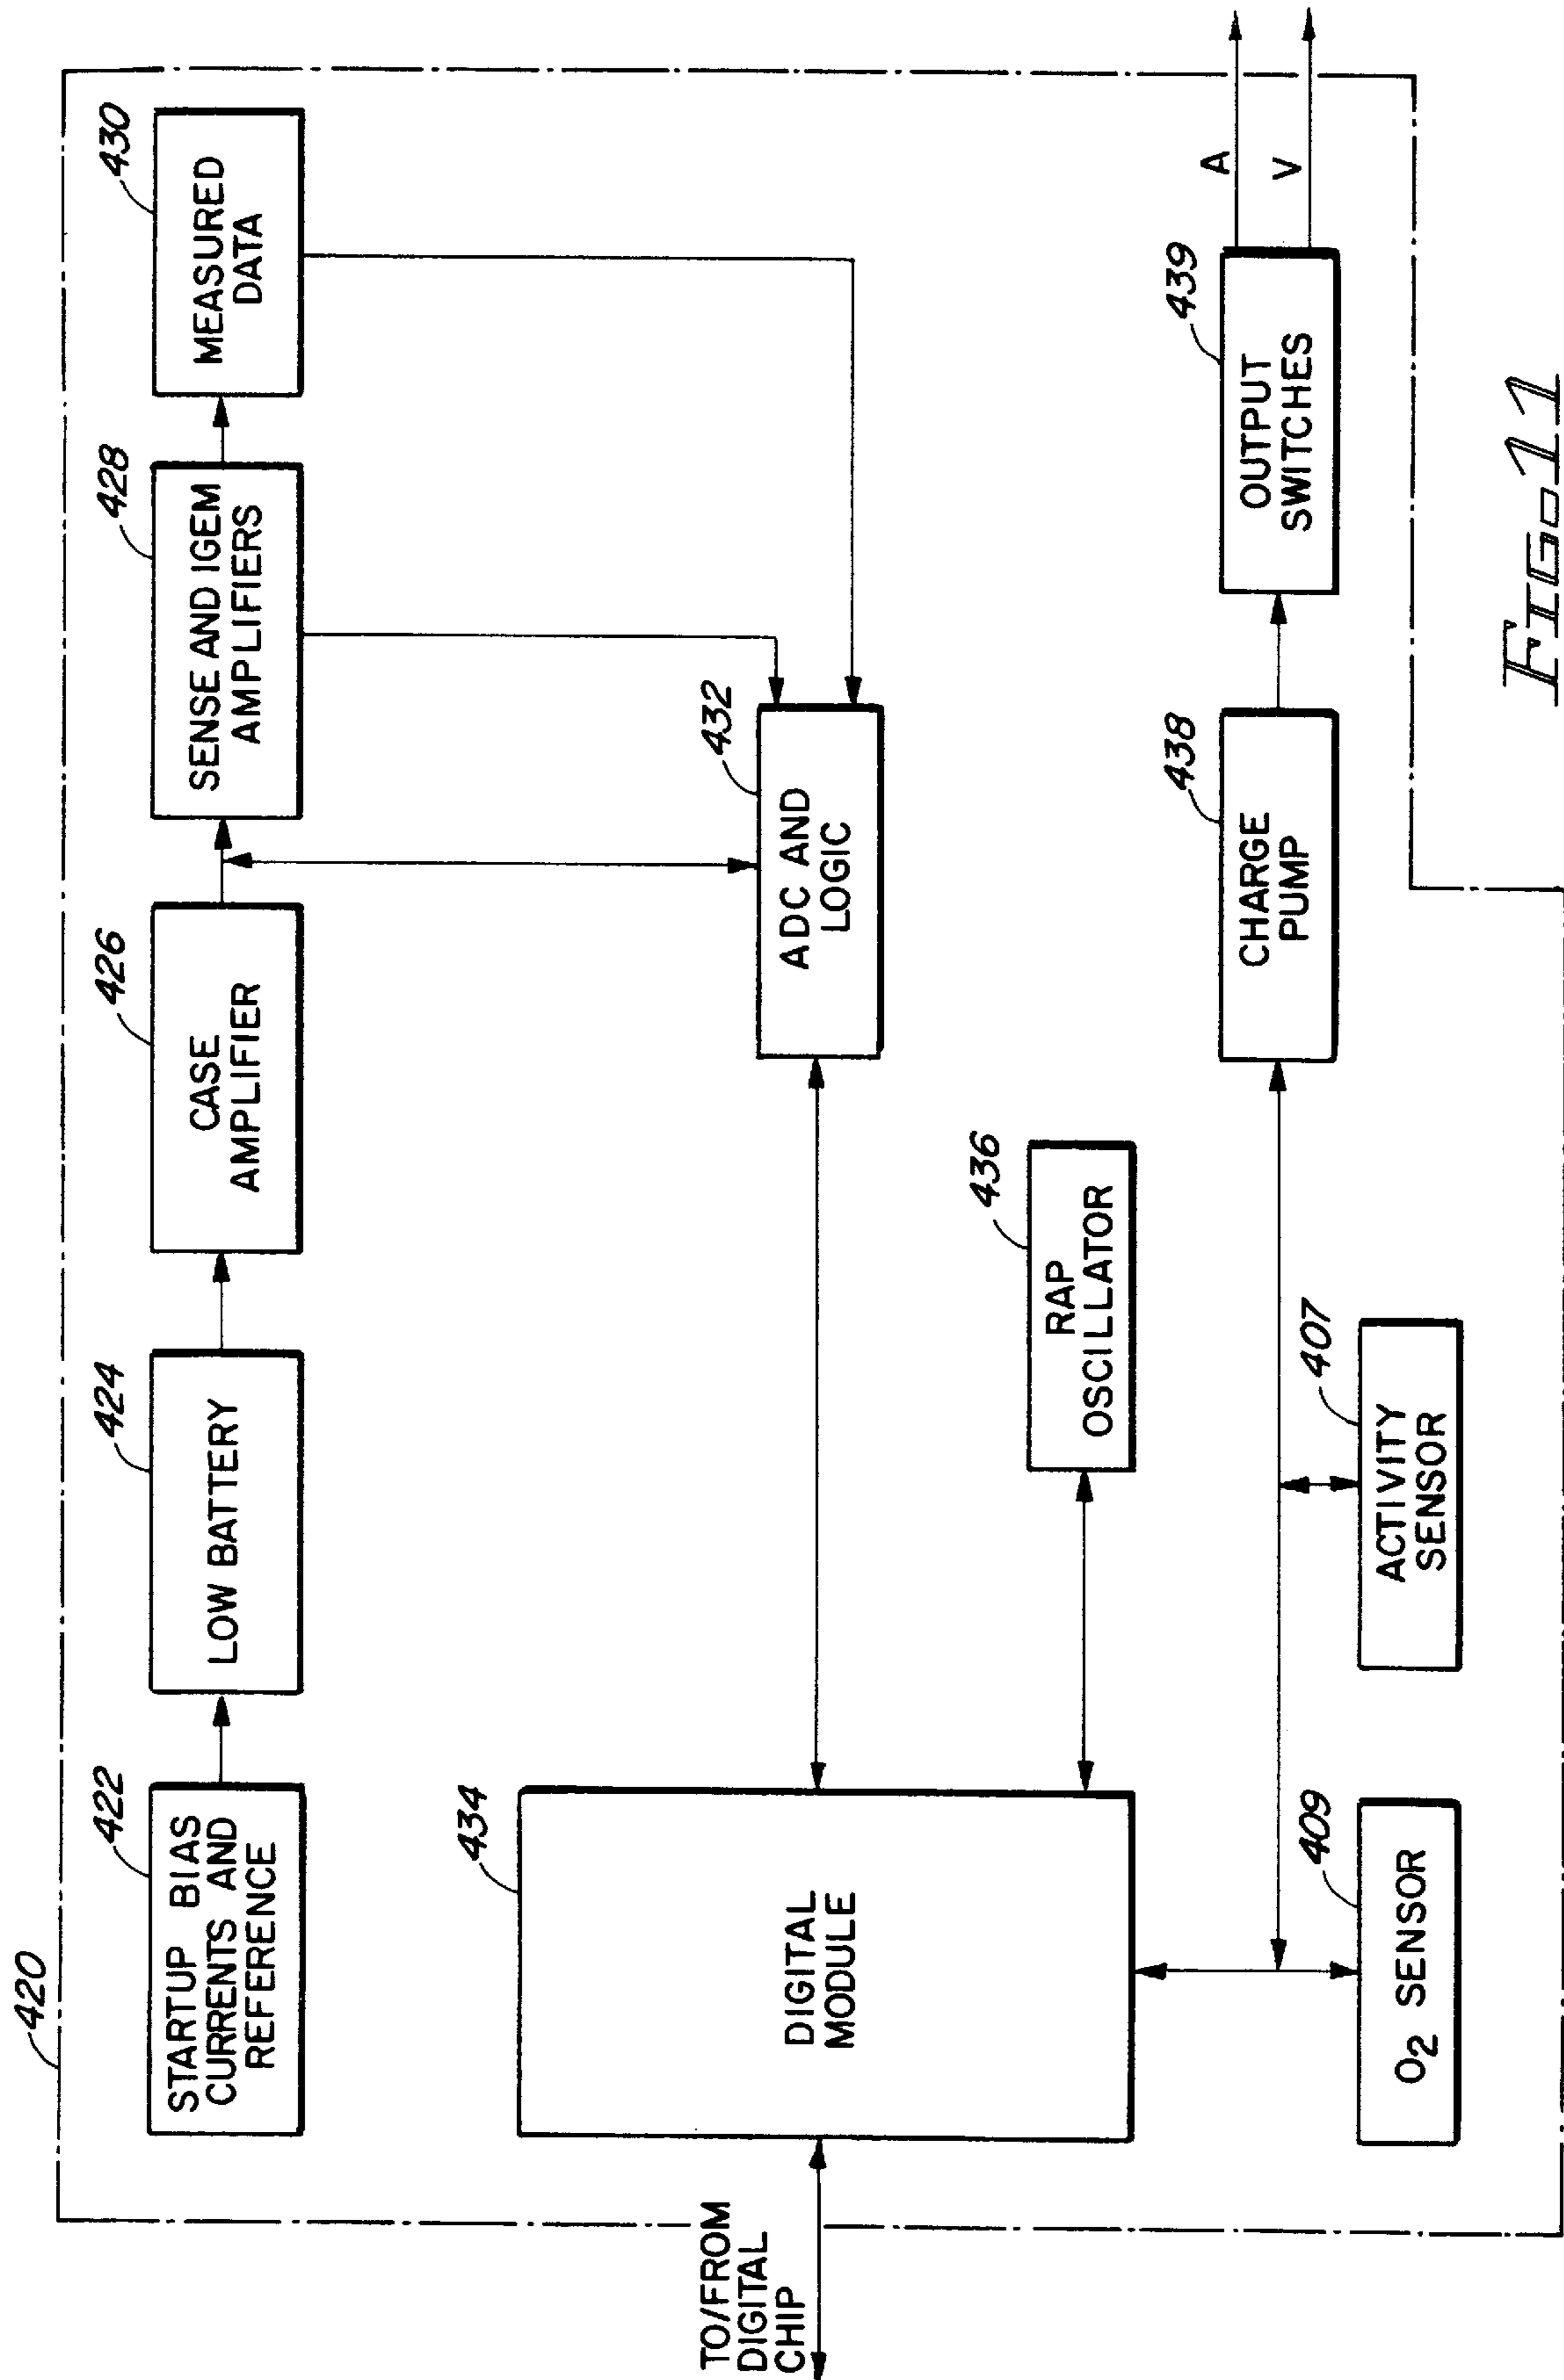 420
422
STARTUP BIAS
CURRENTS AND
REFERENCE
424
LOW BATTERY
426
CASE
AMPLIFIER
428
SENSE AND IGEM
AMPLIFIERS
430
MEASURED
DATA
432
ADC AND
LOGIC
434
DIGITAL
MODULE
TO/FROM
DIGITAL
CHIP
436
RAP
OSCILLATOR
438
CHARGE
PUMP
439
OUTPUT
SWITCHES
A
V
409
O2 SENSOR
407
ACTIVITY
SENSOR
FIG. 11